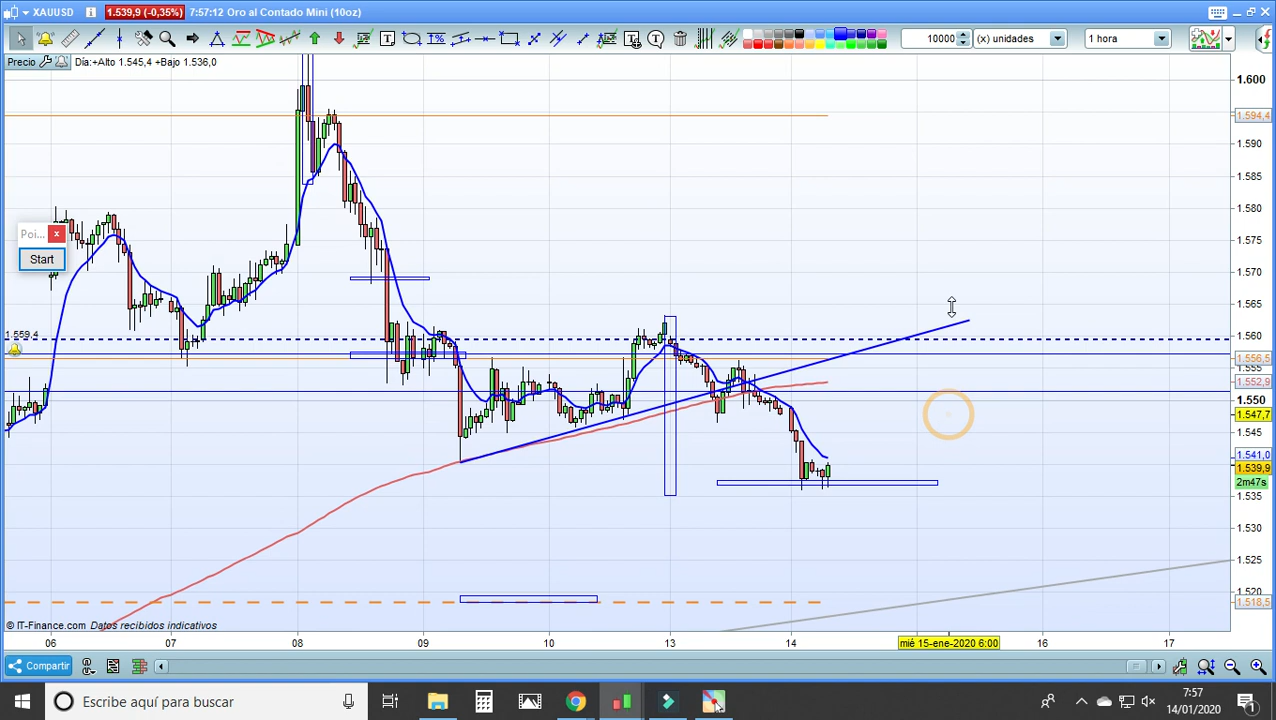 XAUUSD
1.539,9 (-0,35%)
7:57:12 Oro al Contado Mini (10oz)
10000
(x) unidades
1 hora
Precio
Día:~Alto 1.545,4 +Bajo 1.536,0
1.600
1.594,4
1.590
1.585
1.580
1.575
1.570
1.565
1.560
1.556,5
1.555
1.552,9
1.550
1.547,7
1.545
1.541,0
1.539,9
2m47s
1.535
1.530
1.525
1.520
1.518,5
Poi...
Start
1.559,4
© IT-Finance.com Datos recibidos indicativos
06 07 08 09 10 13 14 mié 15-ene-2020 6:00 16 17
Compartir
Escribe aquí para buscar
7:57
14/01/2020
1